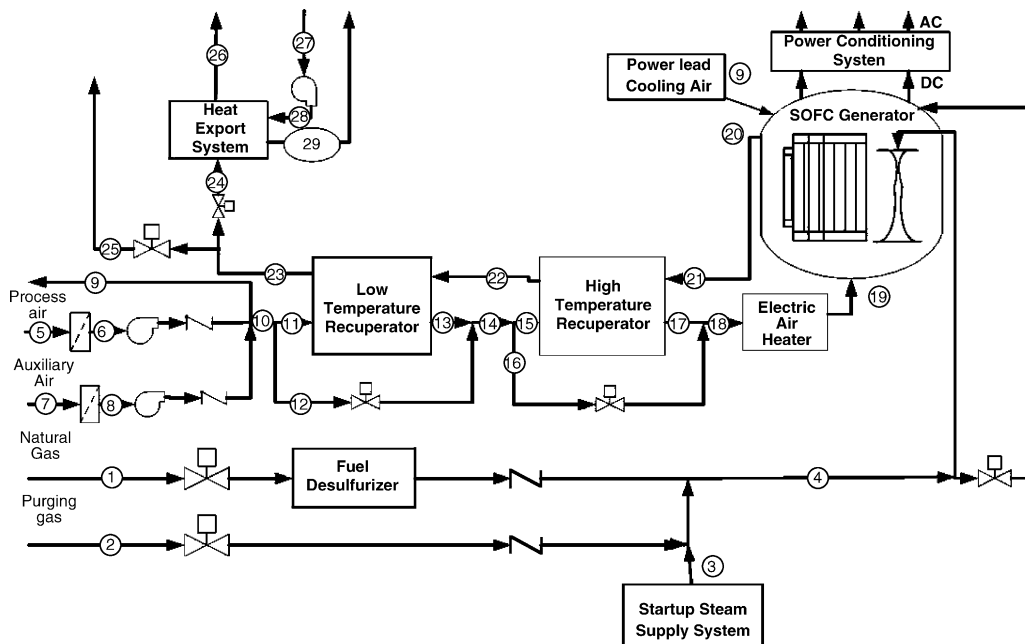 AC
Power Conditioning
Systen
DC
26
27
Power lead
Cooling Air
9
SOFC Generator
Heat
Export
System
28
29
20
24
25
23
22
21
9
Process
air
5
6
10
11
Low
Temperature
Recuperator
13
14
15
High
Temperature
Recuperator
17
18
Electric
Air
Heater
19
16
Auxiliary
Air
7
8
12
Natural
Gas
1
Fuel
Desulfurizer
4
Purging
gas
2
3
Startup Steam
Supply System